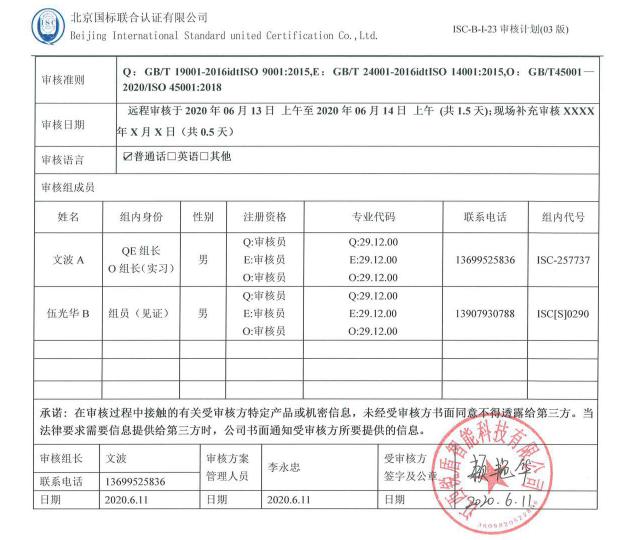 北京国标联合认证有限公司
Beijing International Standard united Certification Co.,Ltd.
ISC-B-I-23 审核计划(03 版)
审核准则
Q：GB/T 19001-2016idtISO 9001:2015,E：GB/T 24001-2016idtISO 14001:2015,O：GB/T45001—
2020/ISO 45001:2018
审核日期
远程审核于 2020 年 06 月 13 日 上午至 2020 年 06 月 14 日 上午 (共 1.5 天);现场补充审核 XXXX
年 X 月 X 日（共 0.5 天）
审核语言
☑普通话□英语□其他
审核组成员
姓名 组内身份 性别 注册资格 专业代码 联系电话 组内代号
文波 A
QE 组长
O 组长（实习）
男
Q:审核员
E:审核员
O:审核员
Q:29.12.00
E:29.12.00
O:29.12.00
13699525836
ISC-257737
伍光华 B
组员（见证）
男
Q:审核员
E:审核员
O:审核员
Q:29.12.00
E:29.12.00
O:29.12.00
13907930788
ISC[S]0290
承诺：在审核过程中接触的有关受审核方特定产品或机密信息，未经受审核方书面同意不得透露给第三方。当
法律要求需要信息提供给第三方时，公司书面通知受审核方所要提供的信息。
审核组长 文波
联系电话 13699525836
审核方案
管理人员
李永忠
受审核方
签字及公章
日期 2020.6.11 日期 2020.6.11 日期 2020.6.11